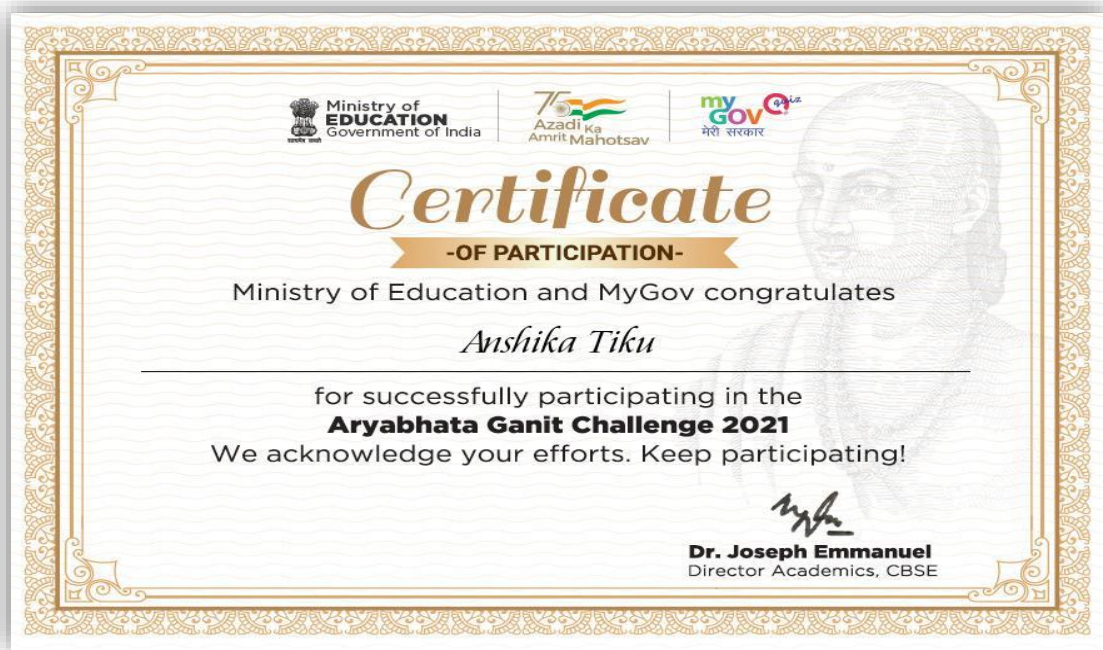 Ministry of
EDUCATION
Government of India
75
Azadi Ka
Amrit Mahotsav
my quiz
GOV
मेरी सरकार
Certificate
-OF PARTICIPATION-
Ministry of Education and MyGov congratulates
Anshika Tiku
for successfully participating in the
Aryabhata Ganit Challenge 2021
We acknowledge your efforts. Keep participating!
Dr. Joseph Emmanuel
Director Academics, CBSE